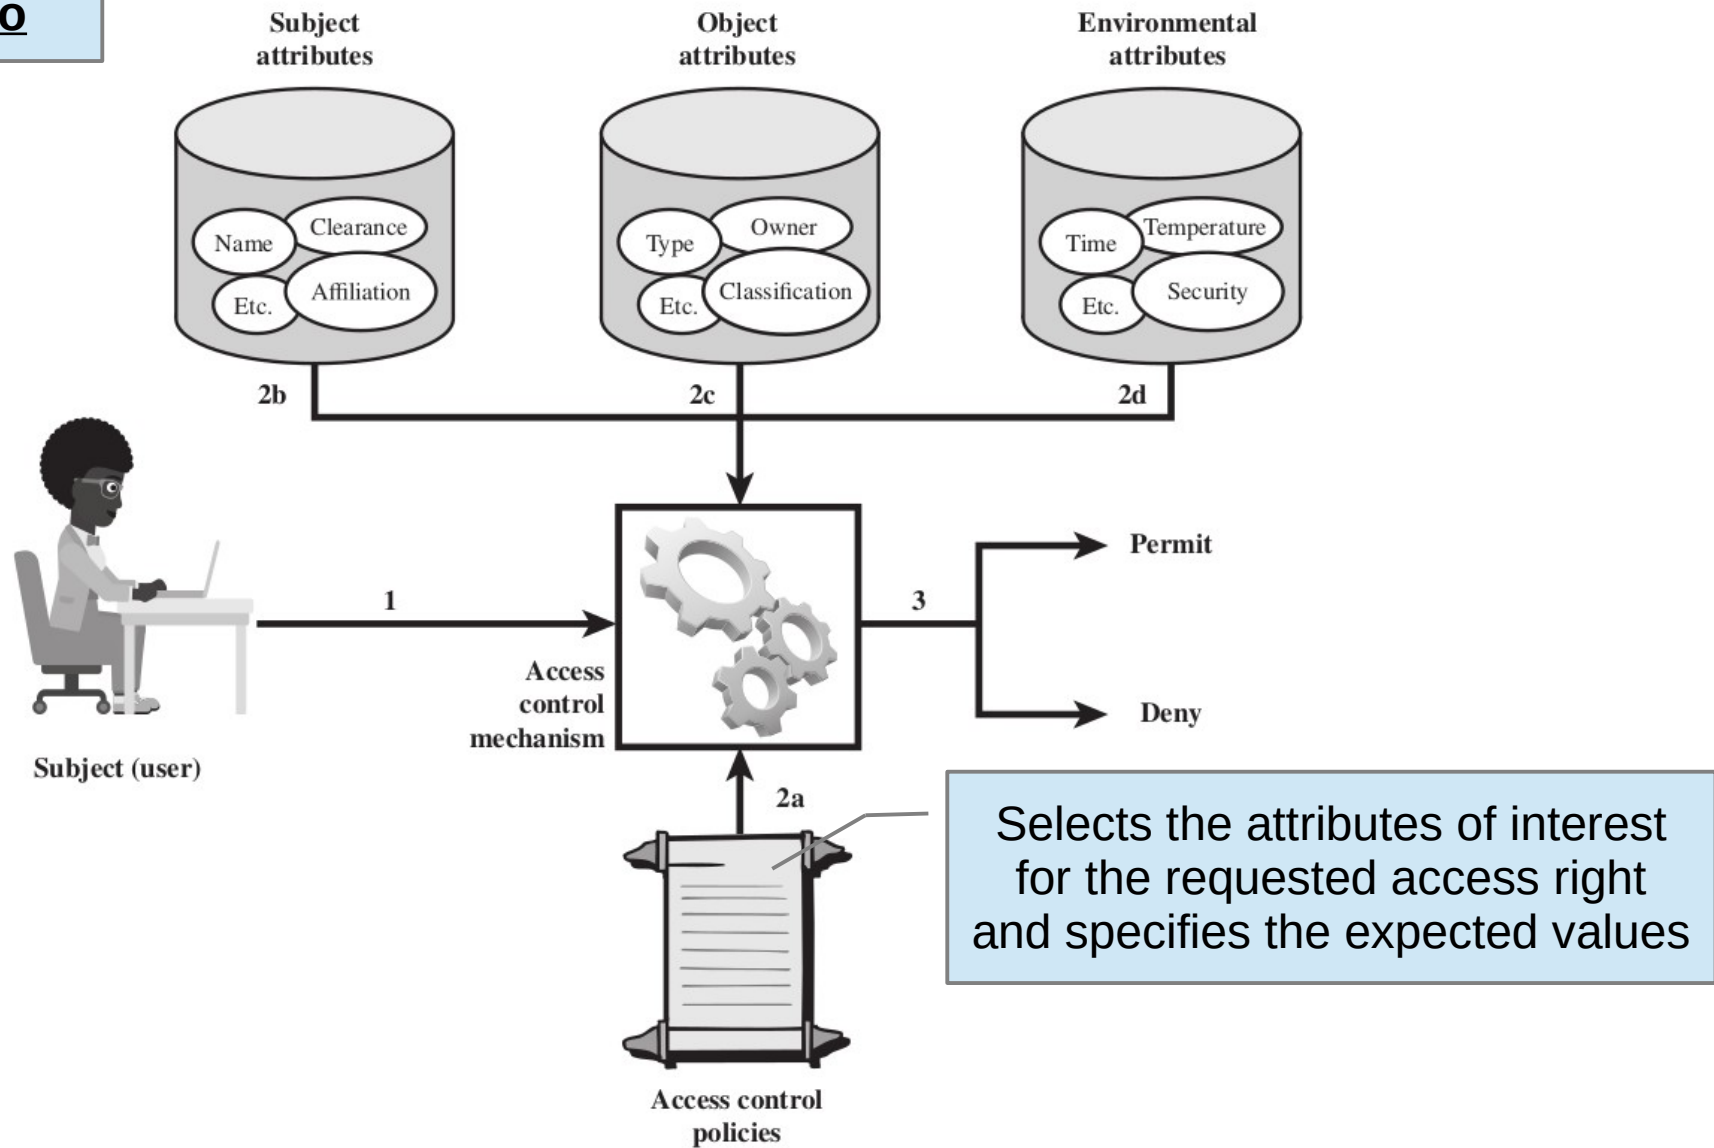 o
Subject
attributes
Object
attributes
Environmental
attributes
Name
Clearance
Etc.
Affiliation
Type
Owner
Etc.
Classification
Time
Temperature
Etc.
Security
2b
2c
2d
1
3
Permit
Deny
Access
control
mechanism
Subject (user)
2a
Selects the attributes of interest
for the requested access right
and specifies the expected values
Access control
policies